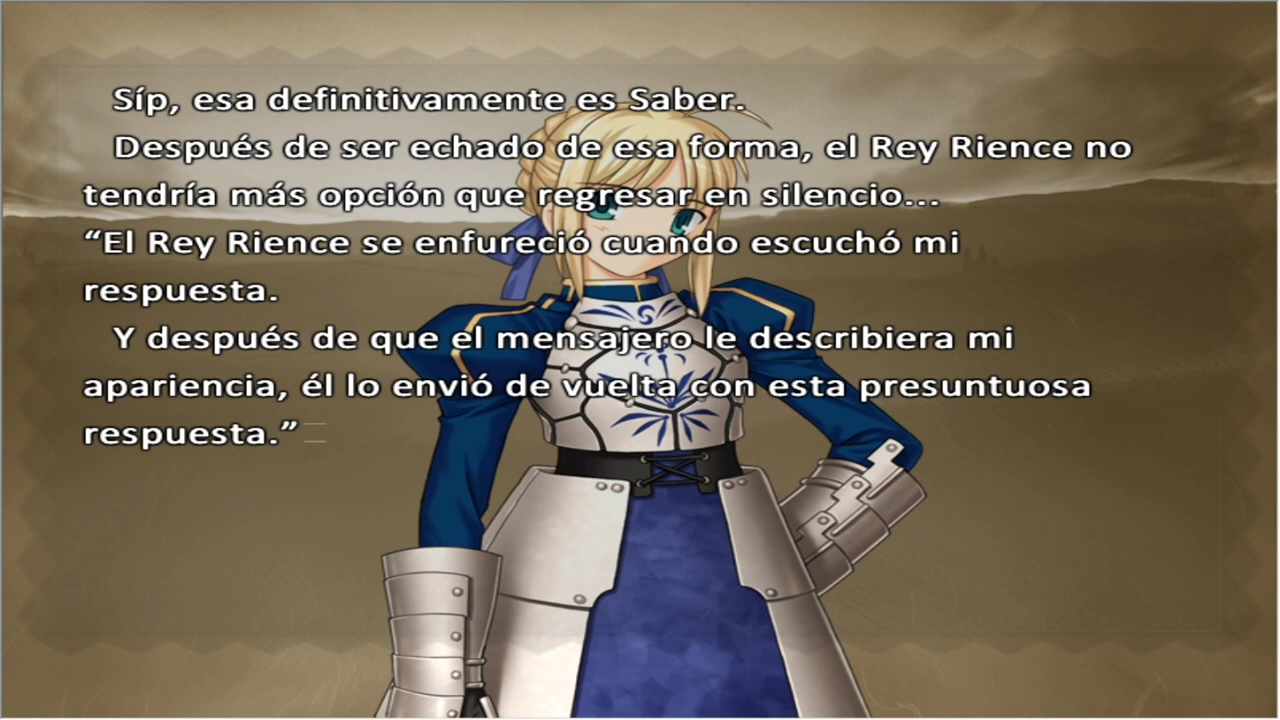 Síp, esa definitivamente es Saber.
Después de ser echado de esa forma, el Rey Rience no
tendría más opción que regresar en silencio...
“El Rey Rience se enfureció cuando escuchó mi
respuesta.
Y después de que el mensajero le describiera mi
apariencia, él lo envió de vuelta con esta presuntuosa
respuesta.”